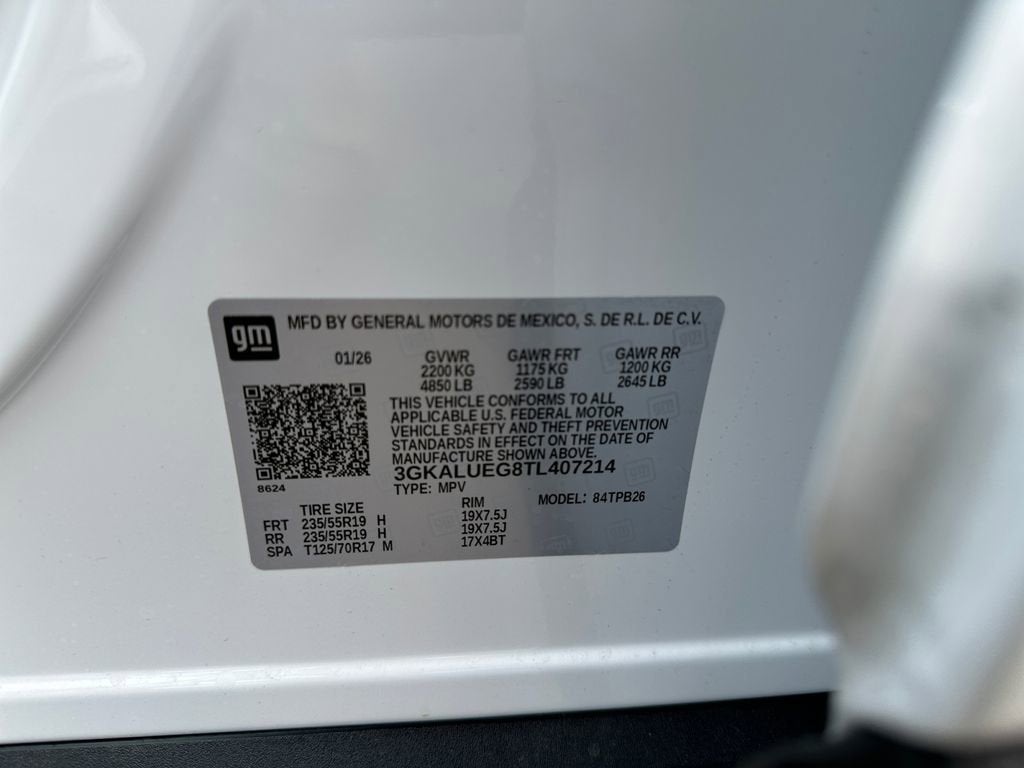 gm MFD BY GENERAL MOTORS DE MEXICO, S. DE R.L. DE C.V.
01/26 GVWR GAWR FRT GAWR RR
2200 KG 1175 KG 1200 KG
4850 LB 2590 LB 2645 LB
THIS VEHICLE CONFORMS TO ALL
APPLICABLE U.S. FEDERAL MOTOR
VEHICLE SAFETY AND THEFT PREVENTION
STANDARDS IN EFFECT ON THE DATE OF
MANUFACTURE SHOWN ABOVE.
3GKALUEG8TL407214
8624
TYPE: MPV MODEL: 84TPB26
TIRE SIZE RIM
FRT 235/55R19 H 19X7.5J
RR 235/55R19 H 19X7.5J
SPA T125/70R17 M 17X4BT